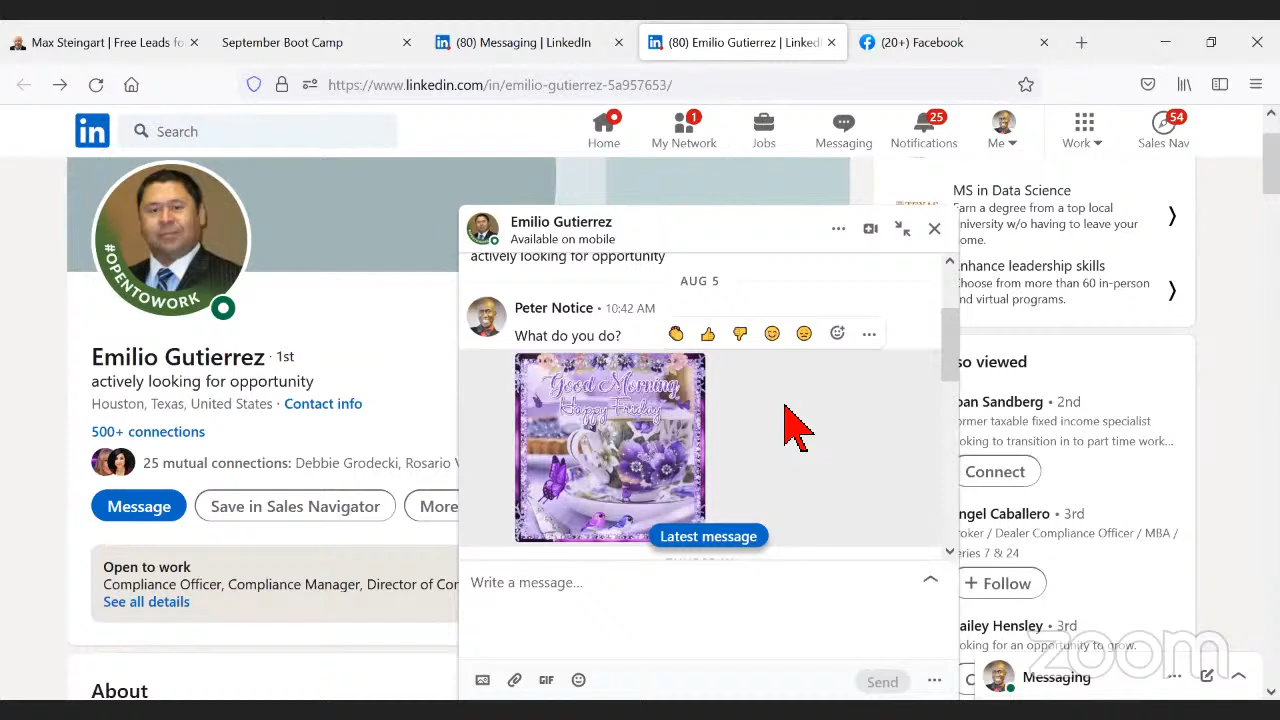 Max Steingart | Free Leads fo
September Boot Camp
(80) Messaging | LinkedIn
(80) Emilio Gutierrez | Linked
(20+) Facebook
https://www.linkedin.com/in/emilio-gutierrez-5a957653/
in
Search
Home
1
My Network
Jobs
Messaging
25
Notifications
Me
Work
54
Sales Nav
#OPENTOWORK
Emilio Gutierrez · 1st
actively looking for opportunity
Houston, Texas, United States · Contact info
500+ connections
25 mutual connections: Debbie Grodecki, Rosario V
Message
Save in Sales Navigator
More
Open to work
Compliance Officer, Compliance Manager, Director of Cor
See all details
About
Emilio Gutierrez
Available on mobile
actively looking for opportunity
AUG 5
Peter Notice • 10:42 AM
What do you do?
Good Morning
Happy Friday
Latest message
Write a message...
GIF
Send
MS in Data Science
Earn a degree from a top local
university w/o having to leave your
home.
Enhance leadership skills
Choose from more than 60 in-person
and virtual programs.
so viewed
oan Sandberg • 2nd
ormer taxable fixed income specialist
ooking to transition in to part time work...
Connect
ngel Caballero • 3rd
roker / Dealer Compliance Officer / MBA /
eries 7 & 24
+ Follow
ailey Hensley • 3rd
oking for an opportunity to grow.
zoom
Messaging